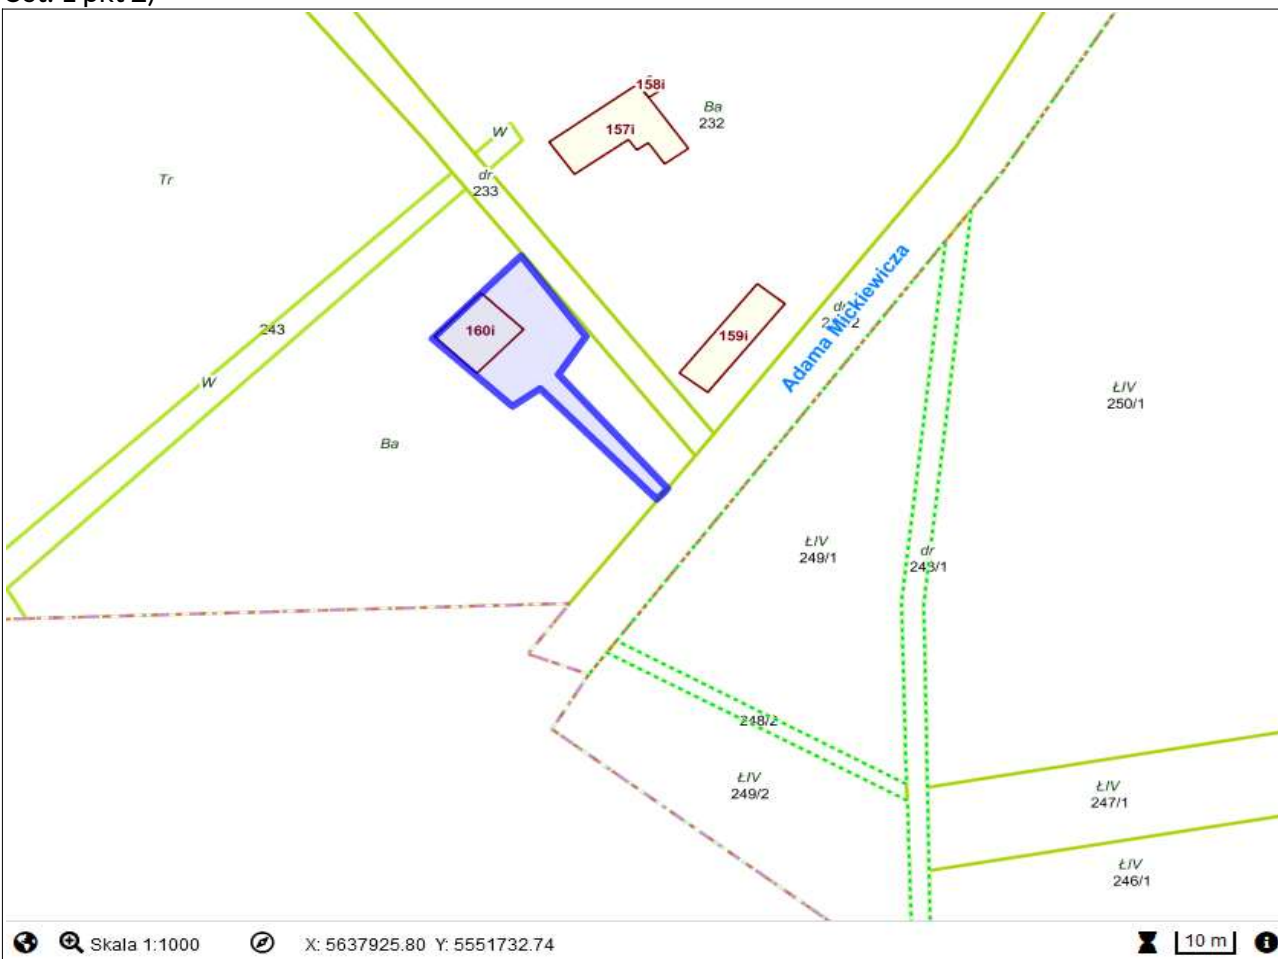 158i
Ba
232
157i
W
dr
233
Tr
Adama Mickiewicza
dr
243
160i
159i
W
ŁIV
250/1
Ba
ŁIV
249/1
dr
243/1
248/2
ŁIV
249/2
ŁIV
247/1
ŁIV
246/1
Skala 1:1000
X: 5637925.80 Y: 5551732.74
10 m